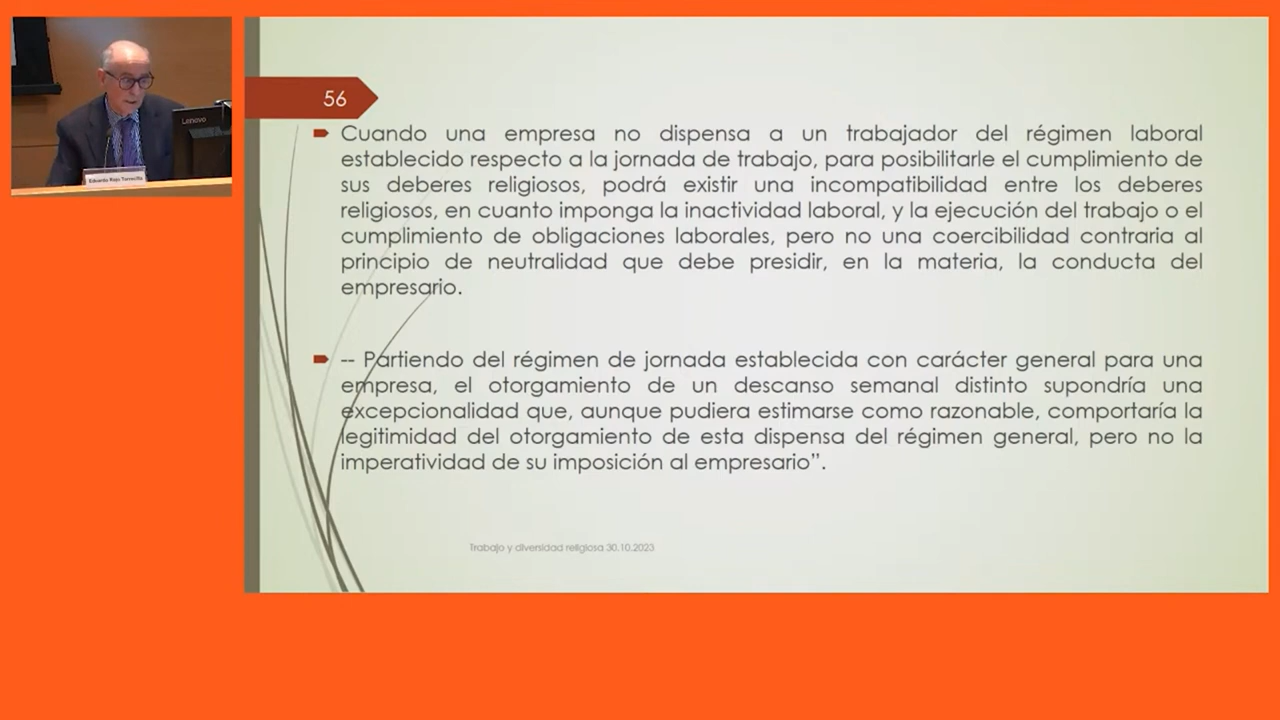 Lenovo
Eduardo Rojo Torrecilla
56
Cuando una empresa no dispensa a un trabajador del régimen laboral
establecido respecto a la jornada de trabajo, para posibilitarle el cumplimiento de
sus deberes religiosos, podrá existir una incompatibilidad entre los deberes
religiosos, en cuanto imponga la inactividad laboral, y la ejecución del trabajo o el
cumplimiento de obligaciones laborales, pero no una coercibilidad contraria al
principio de neutralidad que debe presidir, en la materia, la conducta del
empresario.
-- Partiendo del régimen de jornada establecida con carácter general para una
empresa, el otorgamiento de un descanso semanal distinto supondría una
excepcionalidad que, aunque pudiera estimarse como razonable, comportaría la
legitimidad del otorgamiento de esta dispensa del régimen general, pero no la
imperatividad de su imposición al empresario”.
Trabajo y diversidad religiosa 30.10.2023